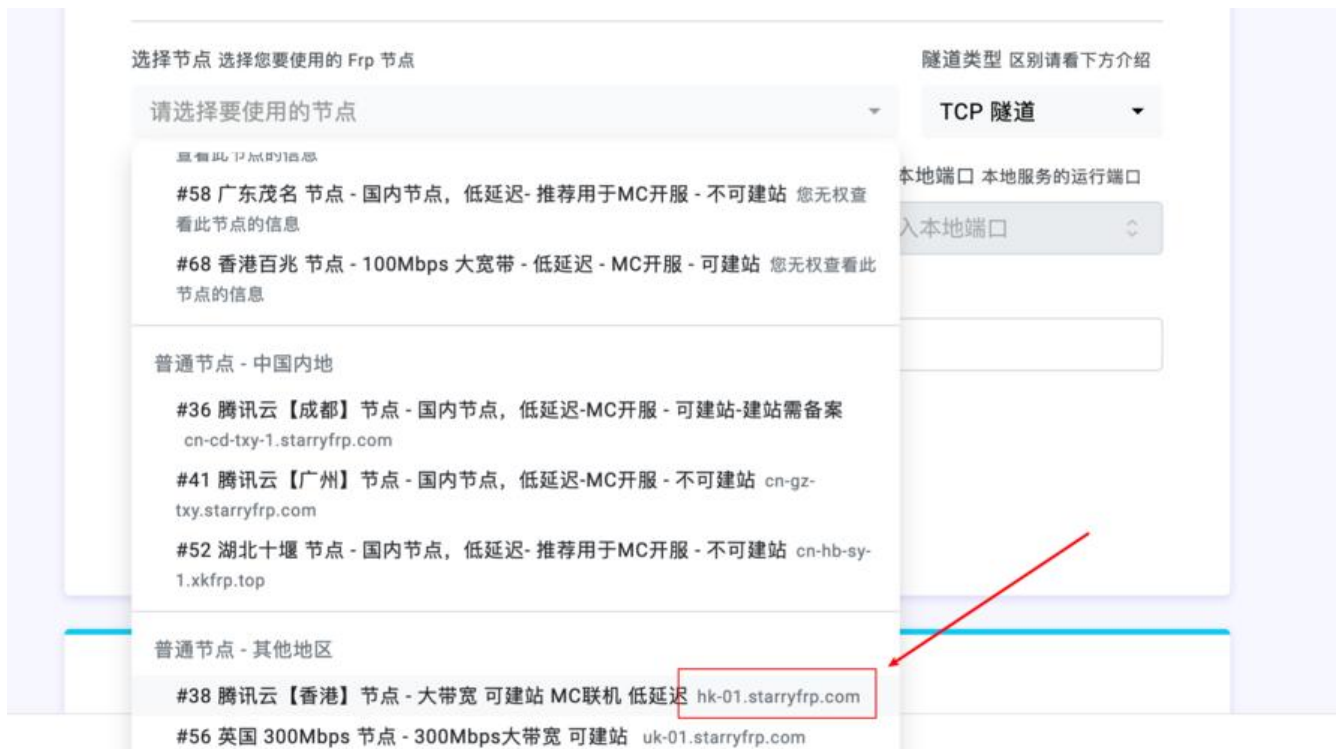 选择节点 选择您要使用的 Frp 节点
隧道类型 区别请看下方介绍
请选择要使用的节点
TCP 隧道
查看此节点的信息
本地端口 本地服务的运行端口
#58 广东茂名 节点 - 国内节点，低延迟- 推荐用于MC开服 - 不可建站 您无权查
看此节点的信息
入本地端口
#68 香港百兆 节点 - 100Mbps 大宽带 - 低延迟 - MC开服 - 可建站 您无权查看此
节点的信息
普通节点 - 中国内地
#36 腾讯云【成都】节点 - 国内节点，低延迟-MC开服 - 可建站-建站需备案
cn-cd-txy-1.starryfrp.com
#41 腾讯云【广州】节点 - 国内节点，低延迟-MC开服 - 不可建站 cn-gz-
txy.starryfrp.com
#52 湖北十堰 节点 - 国内节点，低延迟- 推荐用于MC开服 - 不可建站 cn-hb-sy-
1.xkfrp.top
普通节点 - 其他地区
#38 腾讯云【香港】节点 - 大带宽 可建站 MC联机 低延迟 hk-01.starryfrp.com
#56 英国 300Mbps 节点 - 300Mbps大带宽 可建站 uk-01.starryfrp.com